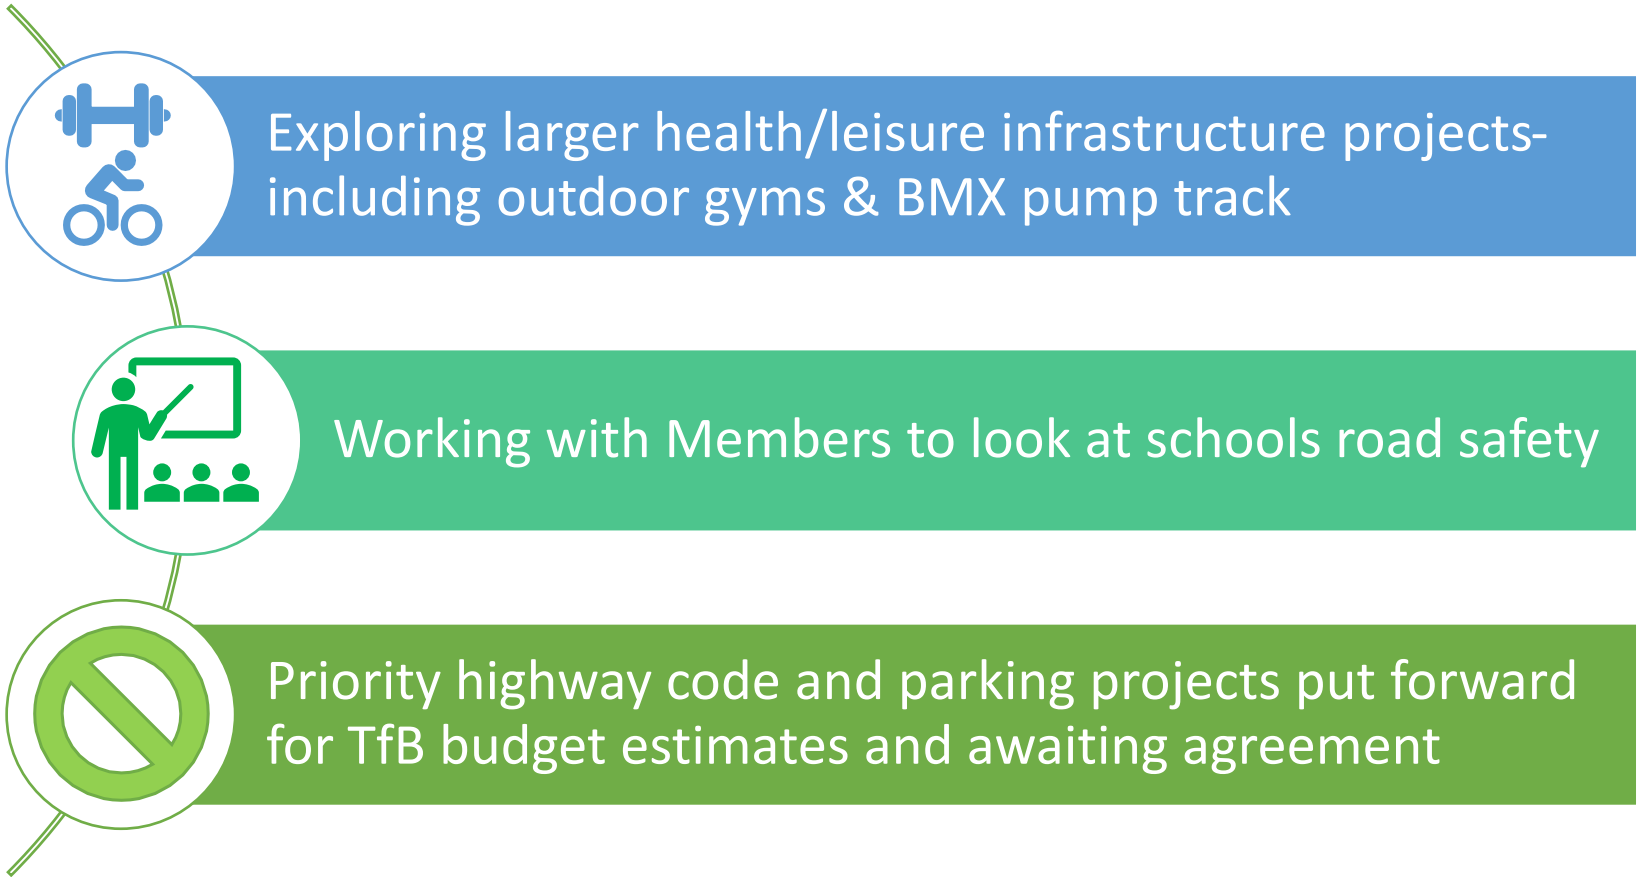 Exploring larger health/leisure infrastructure projects-
including outdoor gyms & BMX pump track
Working with Members to look at schools road safety
Priority highway code and parking projects put forward
for TfB budget estimates and awaiting agreement